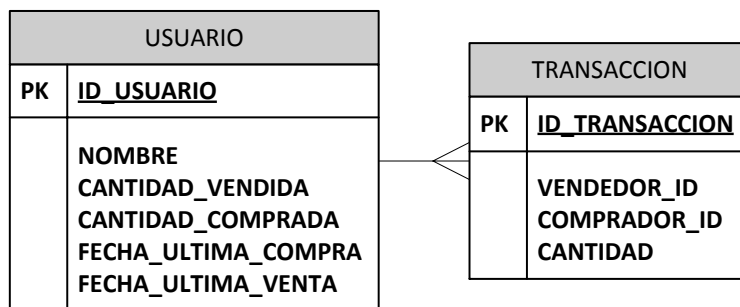 USUARIO
PK ID_USUARIO
NOMBRE
CANTIDAD_VENDIDA
CANTIDAD_COMPRADA
FECHA_ULTIMA_COMPRA
FECHA_ULTIMA_VENTA
TRANSACCION
PK ID_TRANSACCION
VENDEDOR_ID
COMPRADOR_ID
CANTIDAD